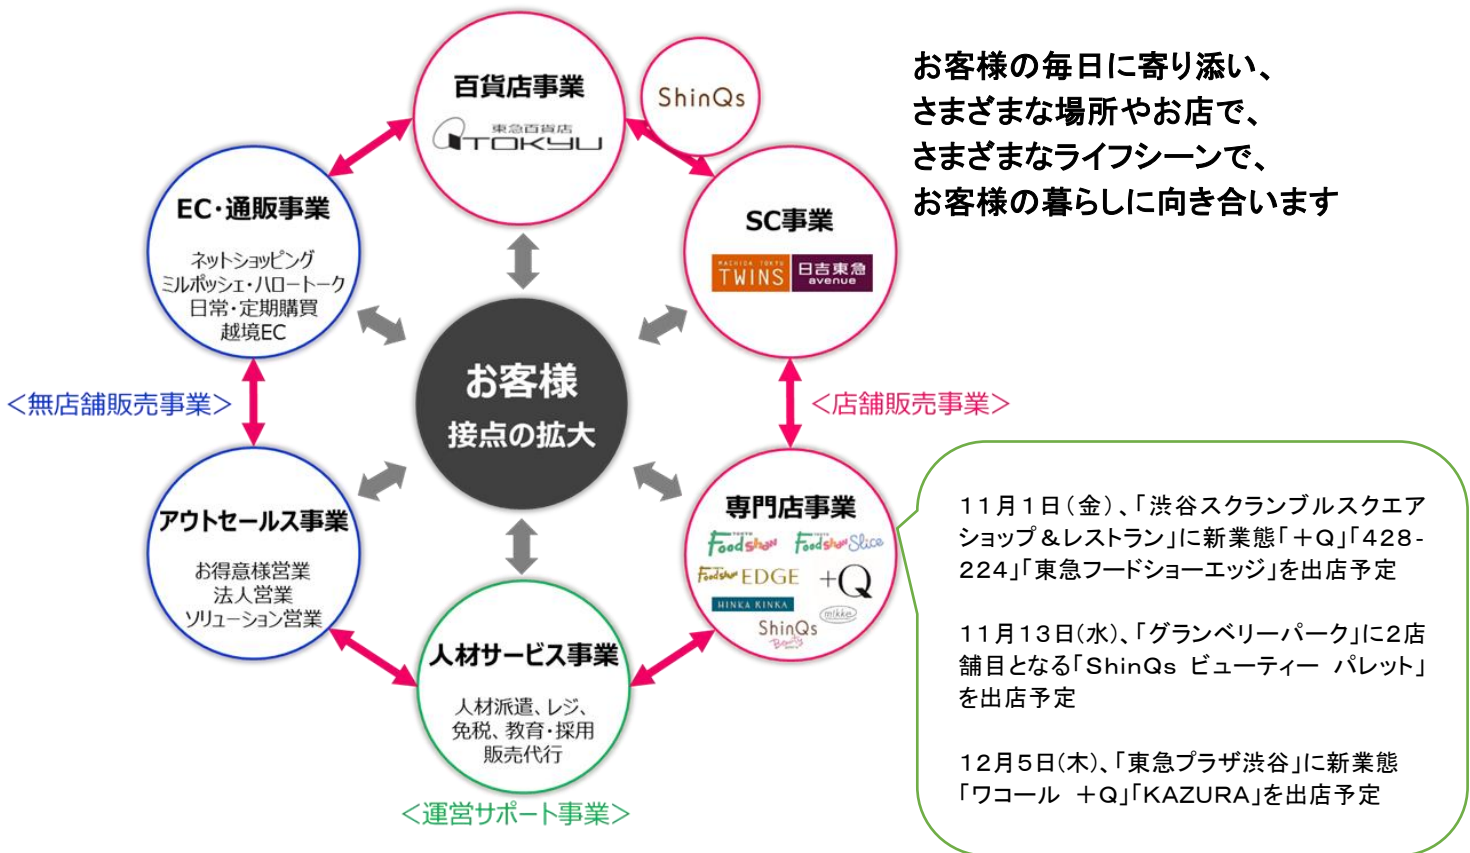 お客様の毎日に寄り添い、
さまざまな場所やお店で、
さまざまなライフシーンで、
お客様の暮らしに向き合います
百貨店事業
東急百貨店
TOKYU
ShinQs
EC・通販事業
ネットショッピング
ミルポッシェ・ハロートーク
日常・定期購買
越境EC
SC事業
MACHIDA TOKYU
TWINS
日吉東急
avenue
お客様
接点の拡大
＜無店舗販売事業＞
＜店舗販売事業＞
アウトセールス事業
お得意様営業
法人営業
ソリューション営業
専門店事業
TOKYU
Foodshow
TOKYU
Foodshow Slice
Foodshow EDGE
+Q
HINKA RINKA
mikke
ShinQs
Beauty
人材サービス事業
人材派遣、レジ、
免税、教育・採用
販売代行
＜運営サポート事業＞
１１月１日（金）、「渋谷スクランブルスクエア
ショップ＆レストラン」に新業態「＋Q」「４２８-
２２４」「東急フードショーエッジ」を出店予定
１１月１３日（水）、「グランベリーパーク」に２店
舗目となる「ShinQs ビューティー パレット」
を出店予定
１２月５日（木）、「東急プラザ渋谷」に新業態
「ワコール ＋Q」「KAZURA」を出店予定